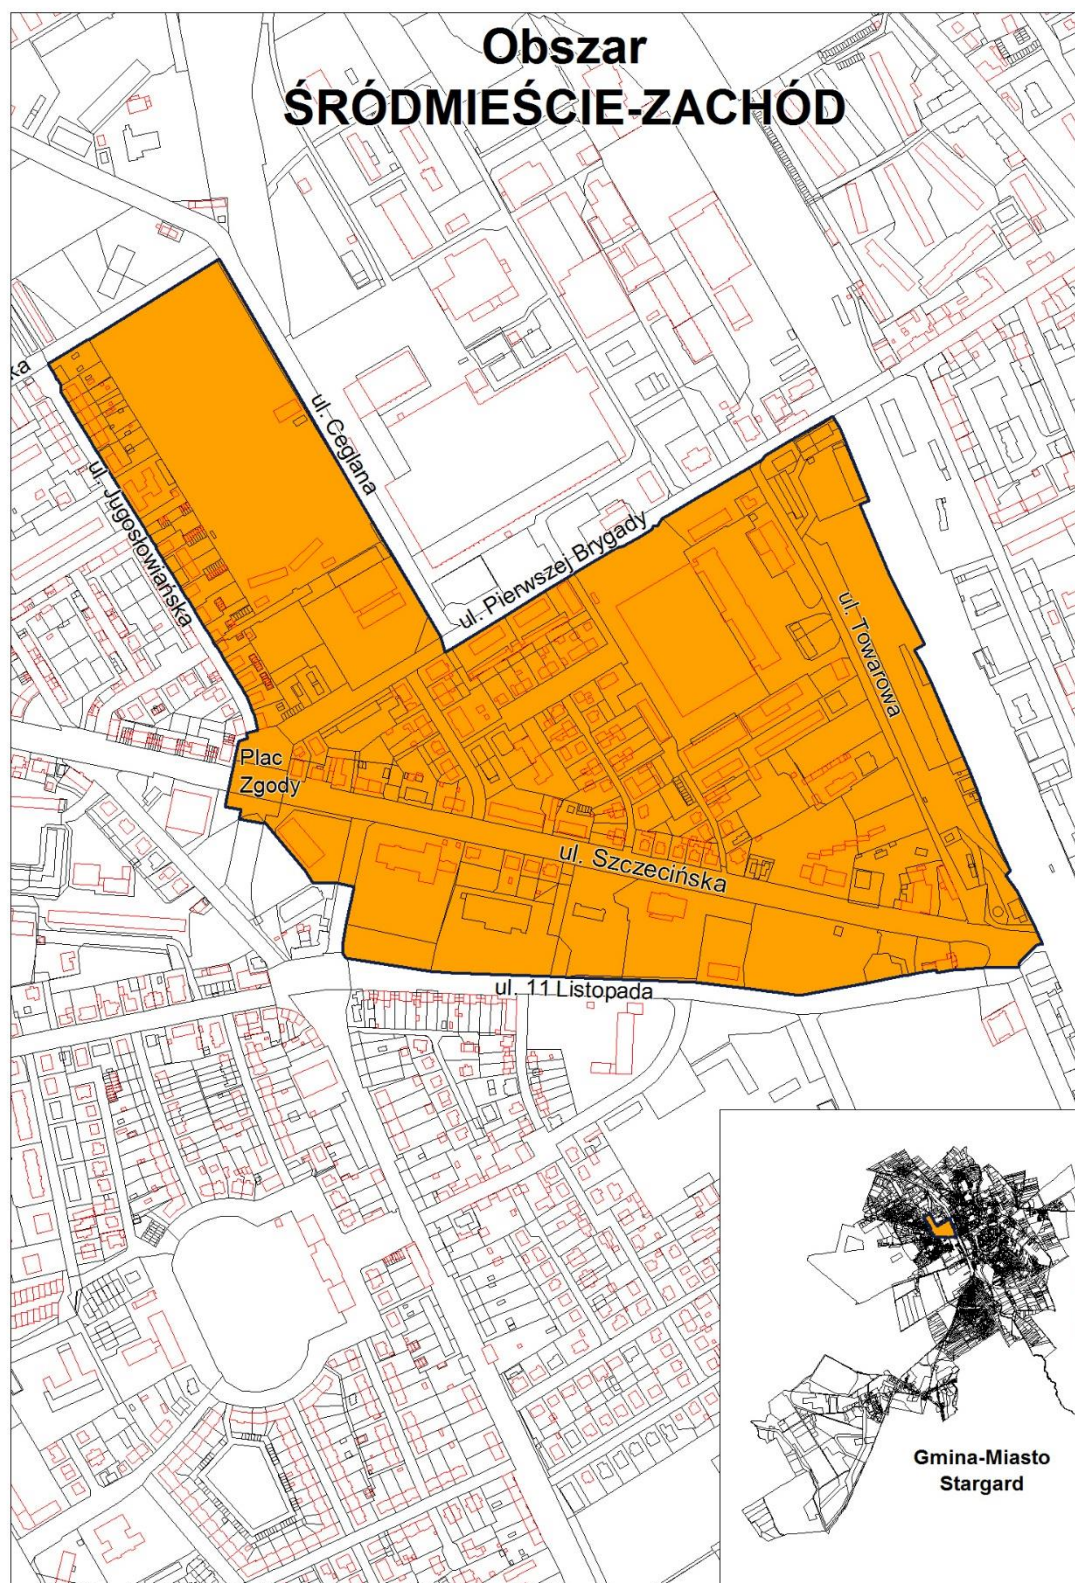 Obszar
ŚRÓDMIEŚCIE-ZACHÓD
ka
ul. Ceglana
ul. Jugosłowiańska
ul. Pierwszej Brygady
ul. Towarowa
Plac
Zgody
ul. Szczecińska
ul. 11 Listopada
Gmina-Miasto
Stargard